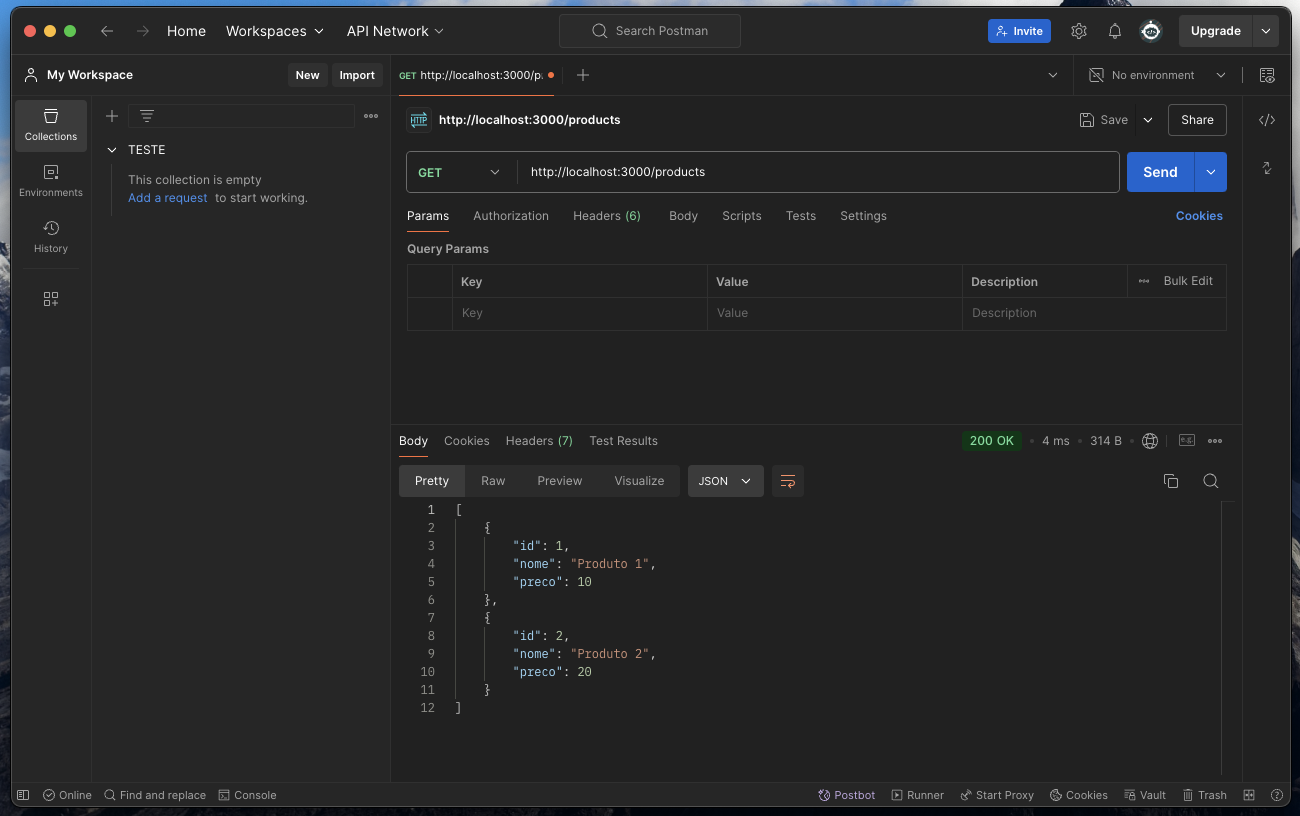 Home Workspaces API Network Search Postman Invite Upgrade
My Workspace New Import GET http://localhost:3000/p No environment
Collections
Environments
History
TESTE
This collection is empty
Add a request to start working.
HTTP http://localhost:3000/products Save Share
GET http://localhost:3000/products Send
Params Authorization Headers (6) Body Scripts Tests Settings Cookies
Query Params
Key Value Description Bulk Edit
Key Value Description
Body Cookies Headers (7) Test Results 200 OK 4 ms 314 B
Pretty Raw Preview Visualize JSON
1 [
2 {
3 "id": 1,
4 "nome": "Produto 1",
5 "preco": 10
6 },
7 {
8 "id": 2,
9 "nome": "Produto 2",
10 "preco": 20
11 }
12 ]
Online Find and replace Console Postbot Runner Start Proxy Cookies Vault Trash